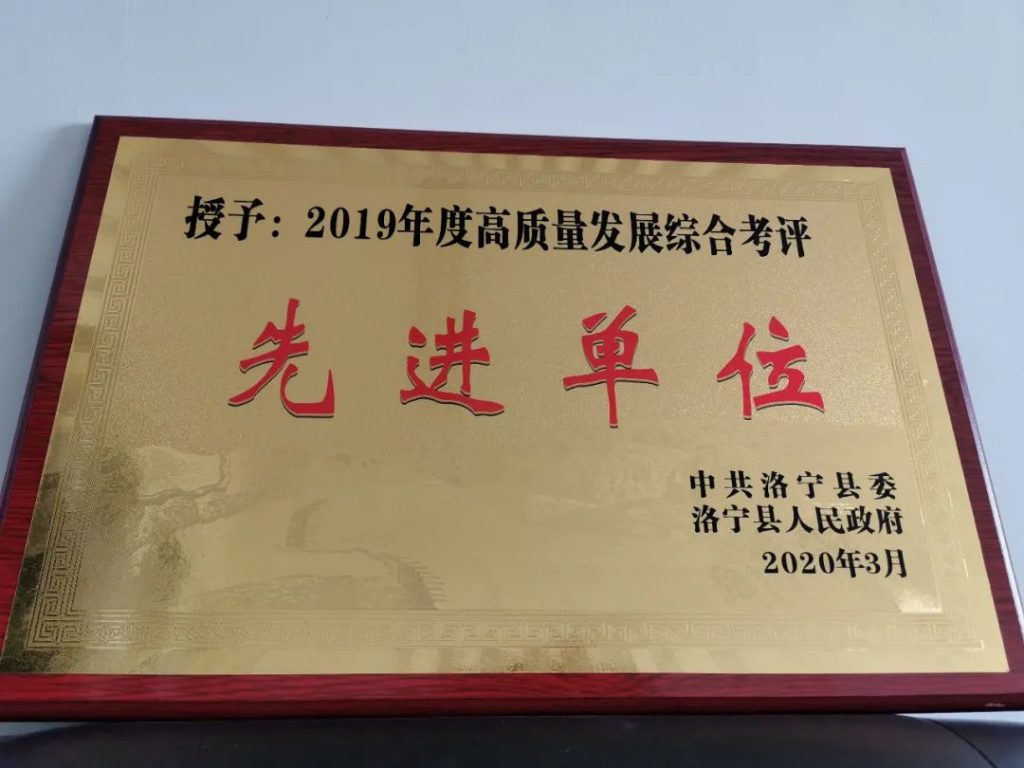 授予：2019年度高质量发展综合考评
先进单位
中共洛宁县委
洛宁县人民政府
2020年3月